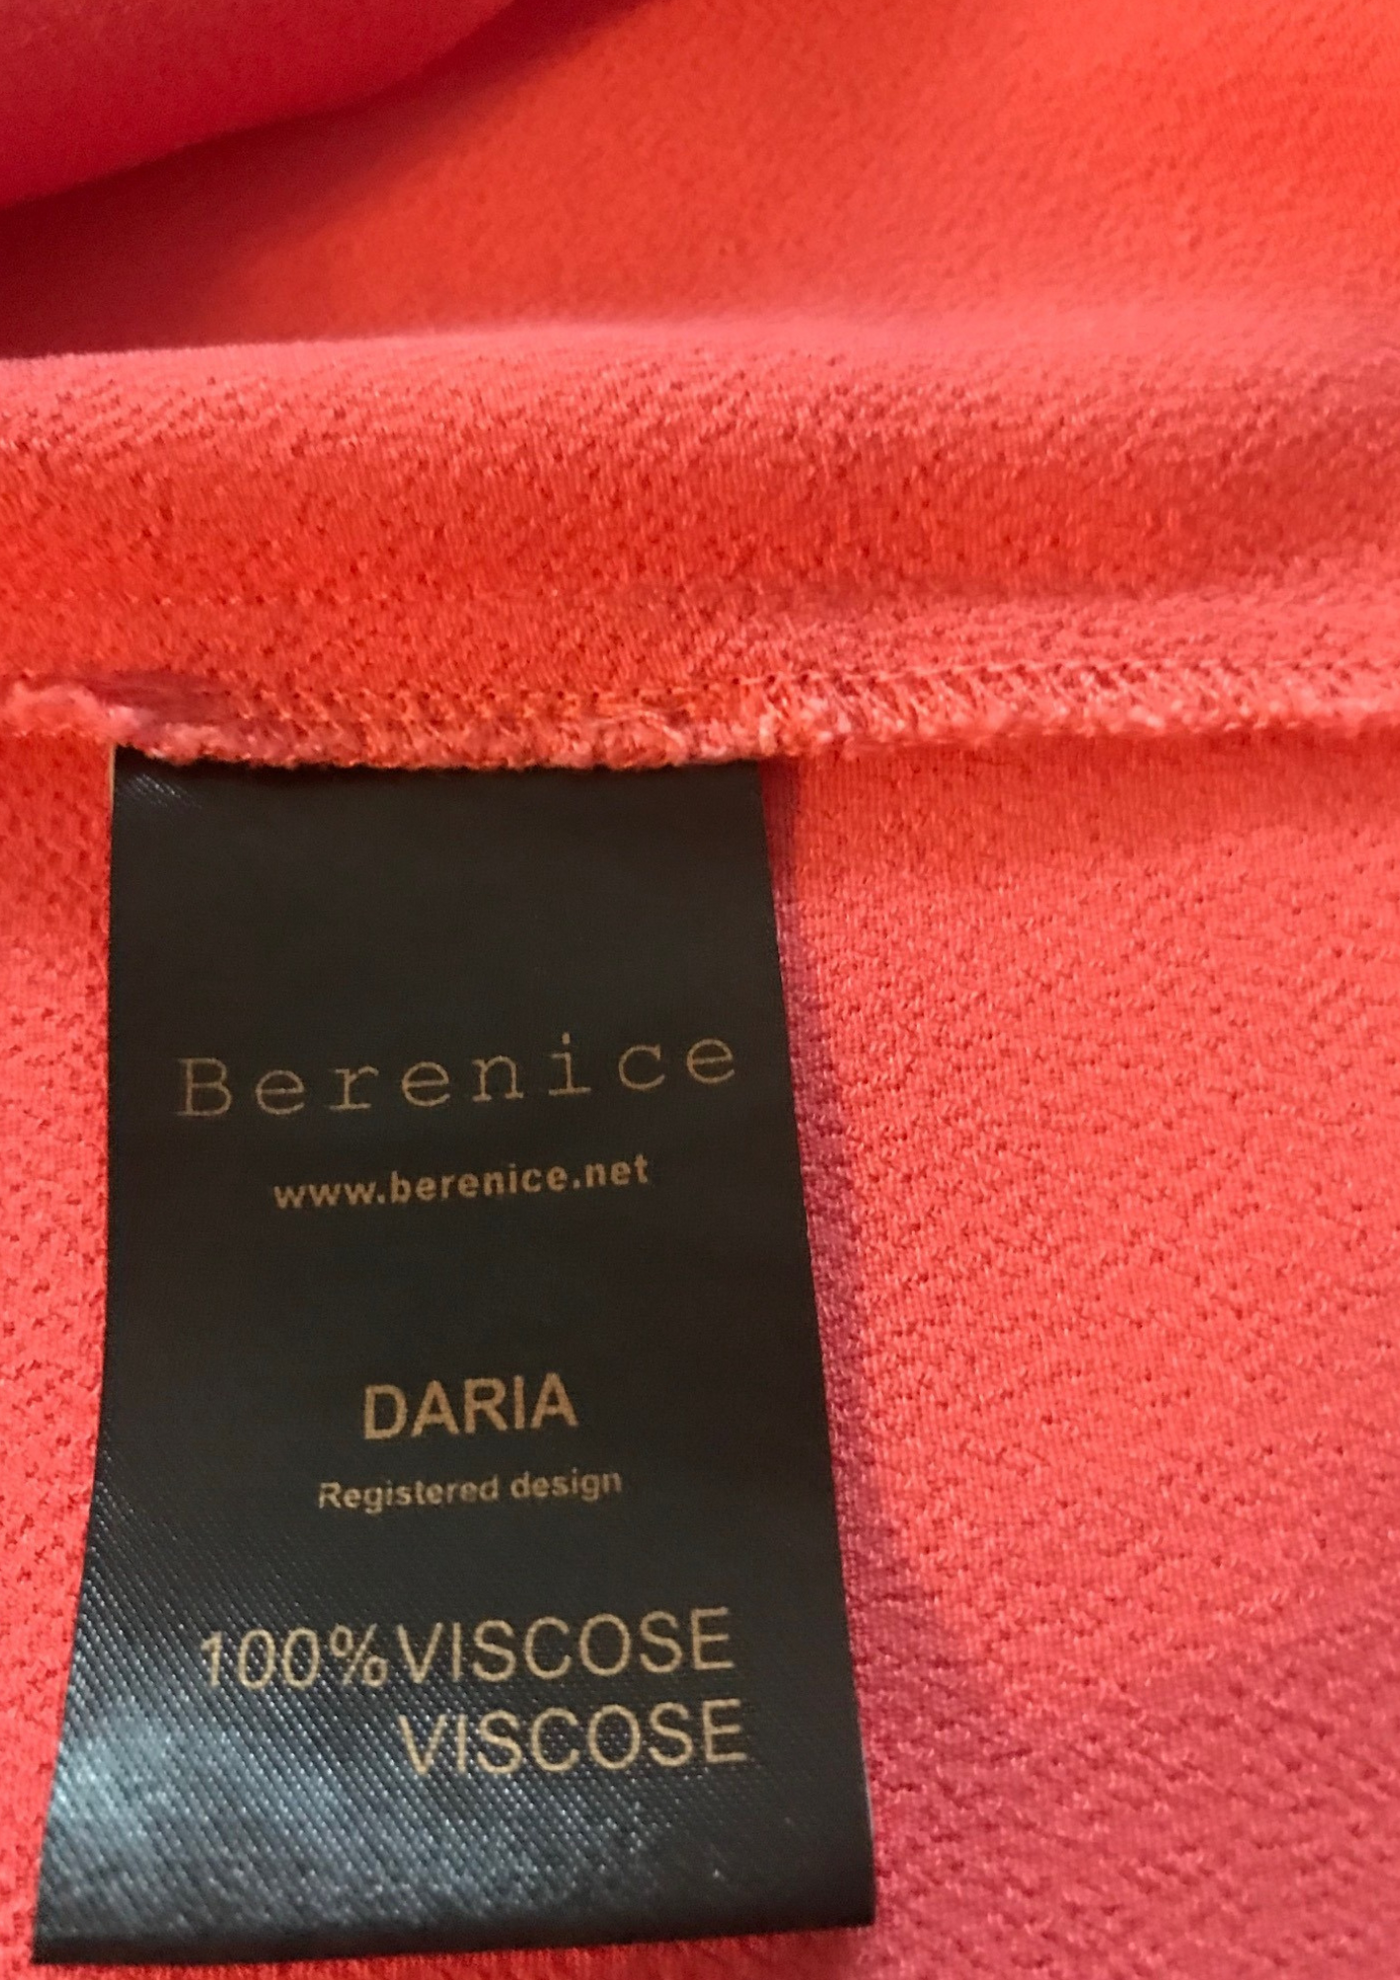 Berenice
www.berenice.net
DARIA
Registered design
100%VISCOSE
VISCOSE